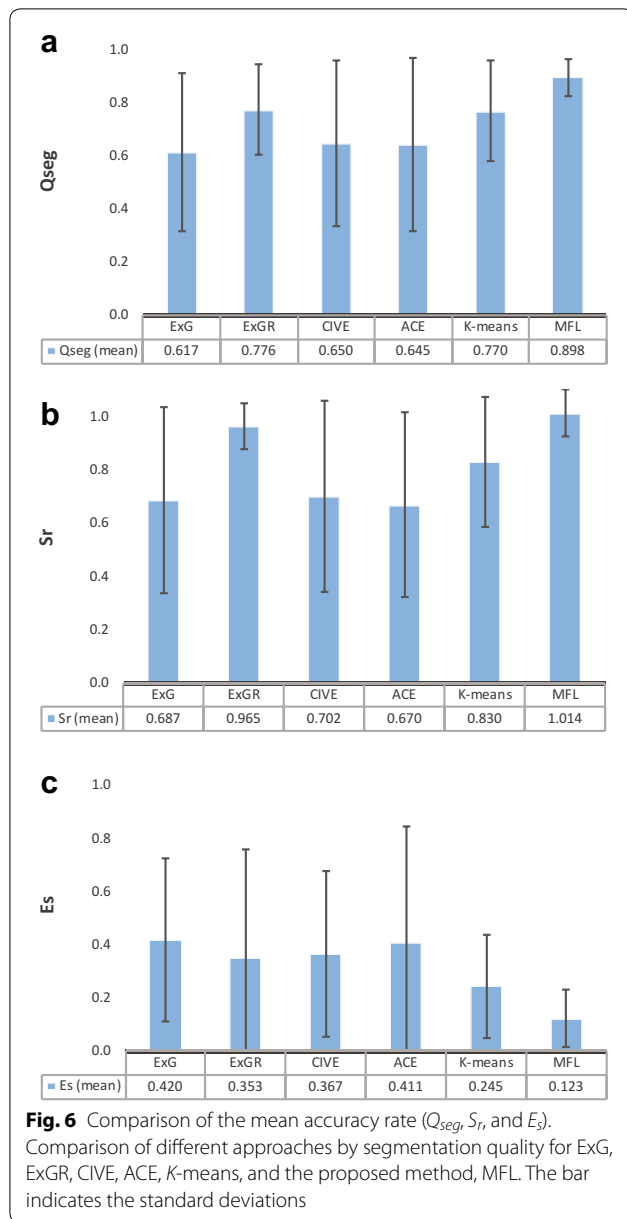 a
1.0
0.8
0.6
0.4
0.2
0.0
Qseg
ExG ExGR CIVE ACE K-means MFL
Qseg (mean) 0.617 0.776 0.650 0.645 0.770 0.898
b
1.0
0.8
0.6
0.4
0.2
0.0
Sr
ExG ExGR CIVE ACE K-means MFL
Sr (mean) 0.687 0.965 0.702 0.670 0.830 1.014
c
1.0
0.8
0.6
0.4
0.2
0.0
Es
ExG ExGR CIVE ACE K-means MFL
Es (mean) 0.420 0.353 0.367 0.411 0.245 0.123
Fig. 6 Comparison of the mean accuracy rate (Qseg, Sr, and Es).
Comparison of different approaches by segmentation quality for ExG,
ExGR, CIVE, ACE, K-means, and the proposed method, MFL. The bar
indicates the standard deviations